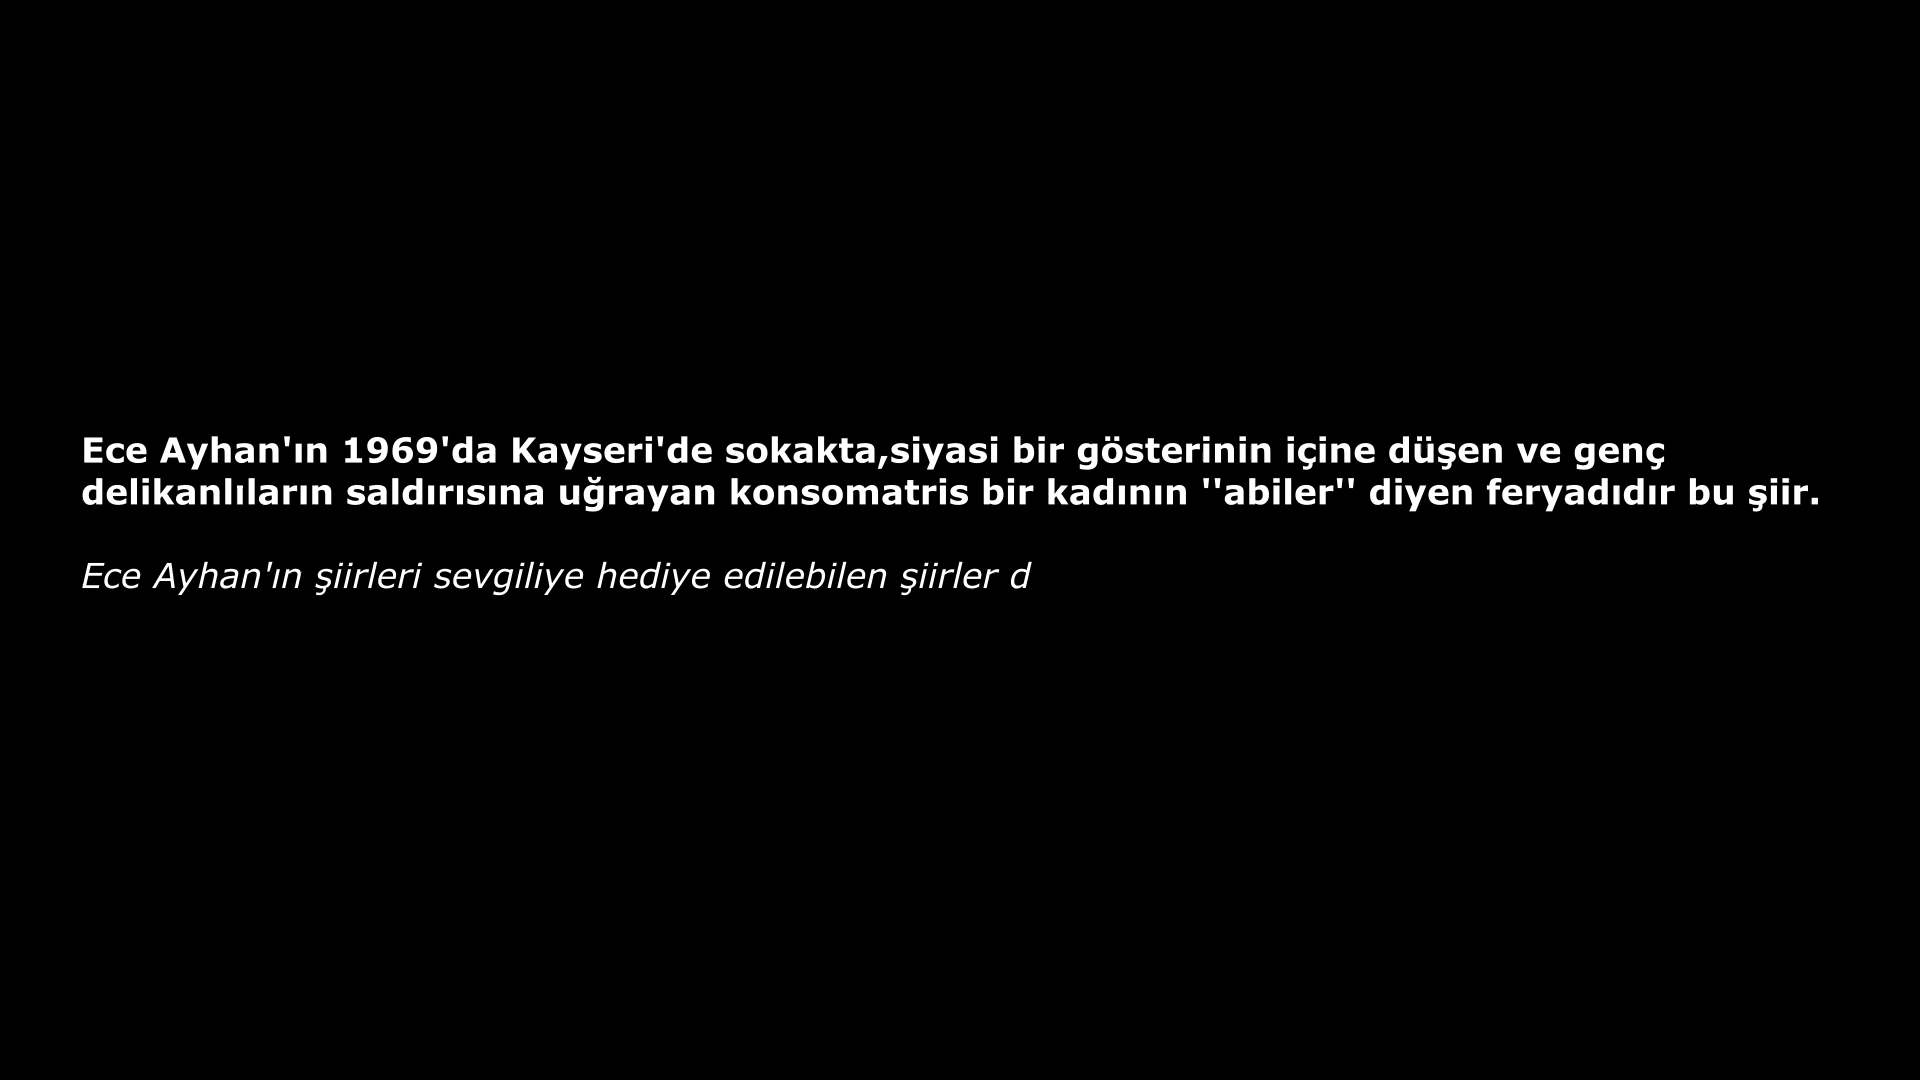 Ece Ayhan'ın 1969'da Kayseri'de sokakta,siyasi bir gösterinin içine düşen ve genç
delikanlıların saldırısına uğrayan konsomatris bir kadının ''abiler'' diyen feryadıdır bu şiir.
Ece Ayhan'ın şiirleri sevgiliye hediye edilebilen şiirler d